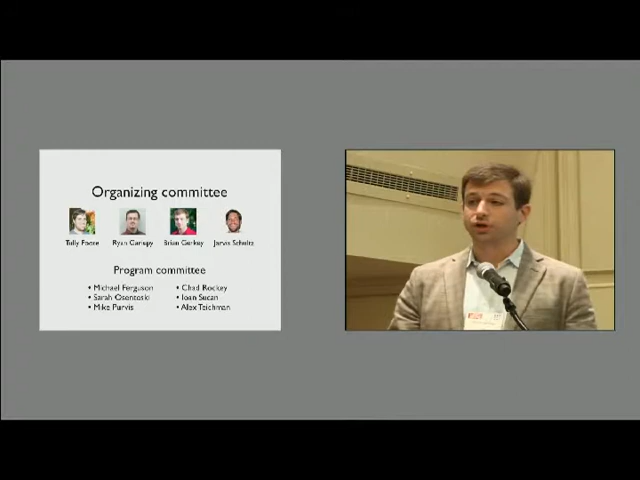 Organizing committee
Tully Foote Ryan Gariepy Brian Gerkey Jarvis Schultz
Program committee
• Michael Ferguson • Chad Rockey
• Sarah Osentoski • Ioan Sucan
• Mike Purvis • Alex Teichman